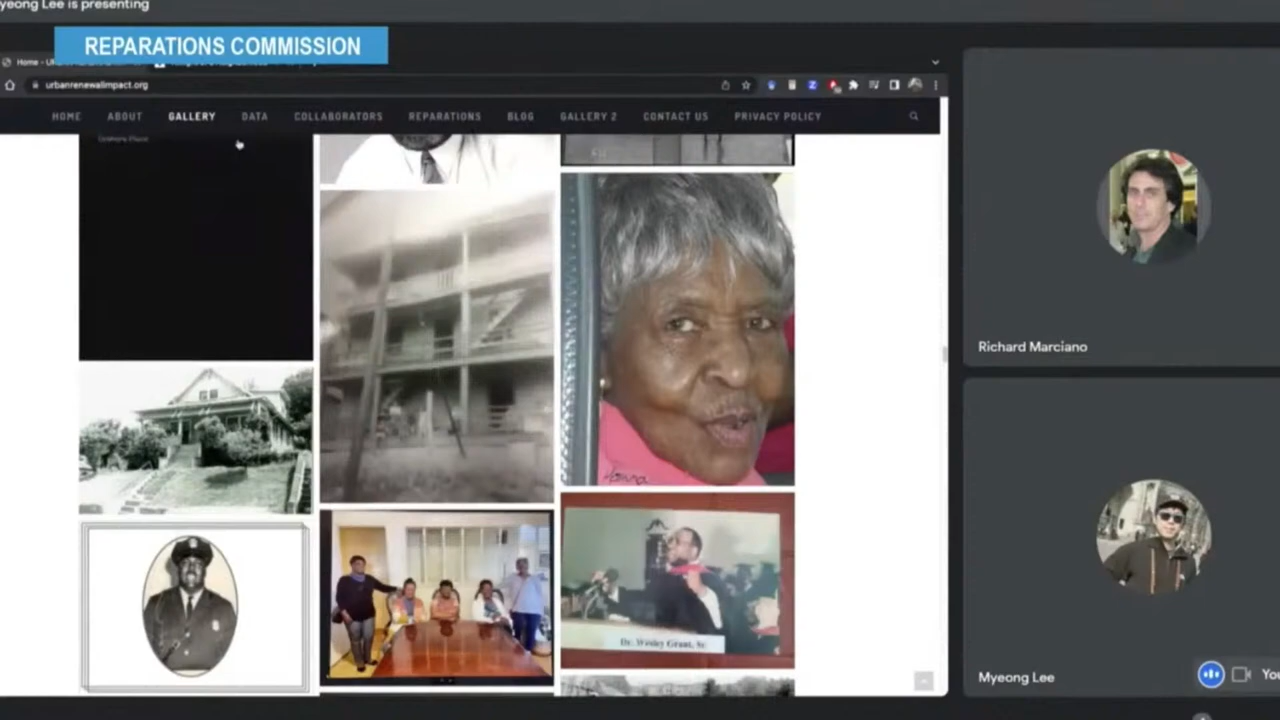 yeong Lee is presenting
REPARATIONS COMMISSION
urbanrenewalimpact.org
HOME ABOUT GALLERY DATA COLLABORATORS REPARATIONS BLOG GALLERY 2 CONTACT US PRIVACY POLICY
Richard Marciano
Dr. Wesley Grant, Sr.
Myeong Lee
You